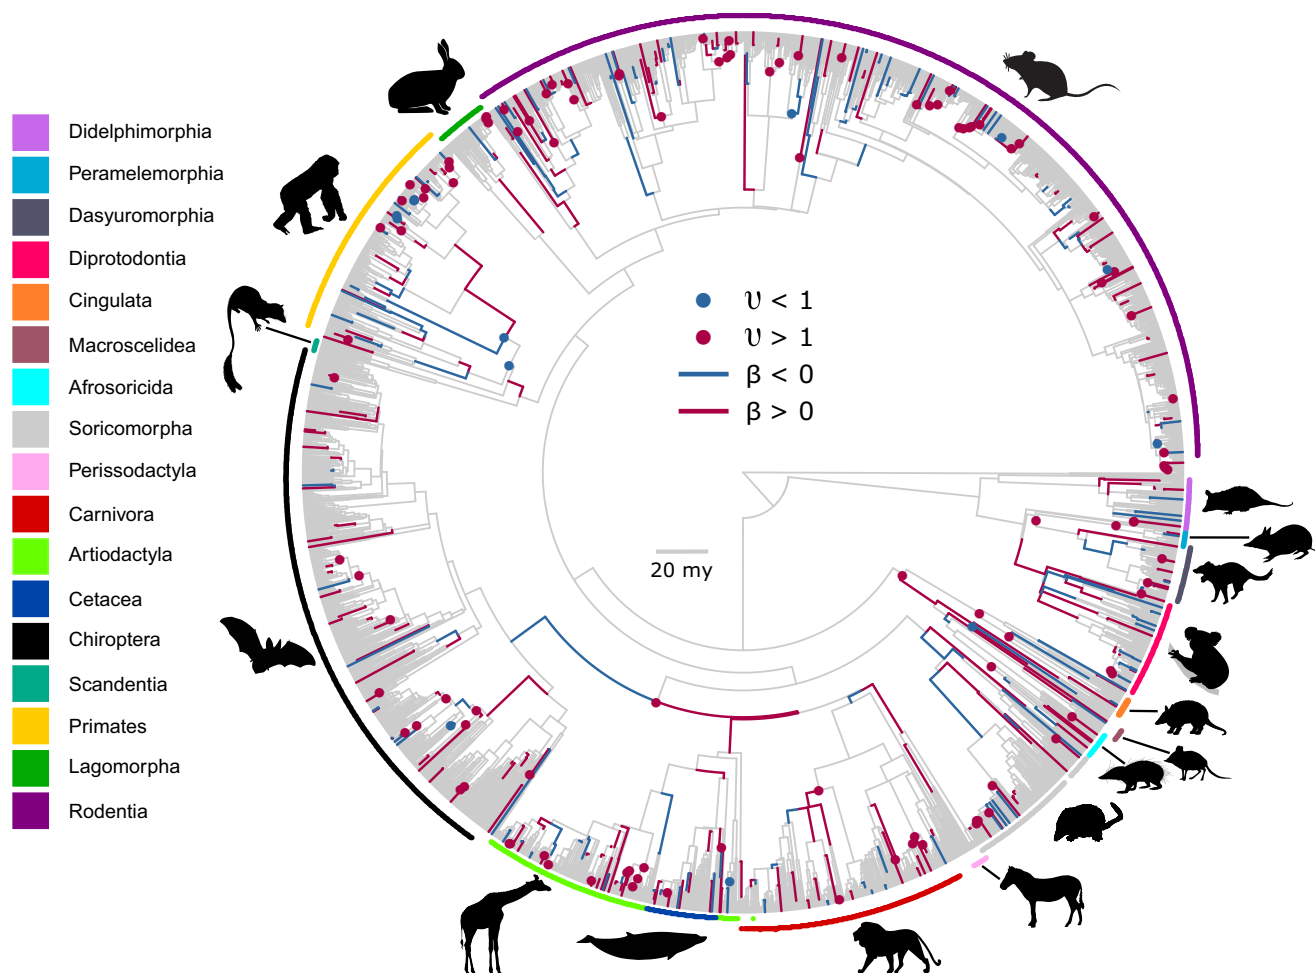 Didelphimorphia
Peramelemorphia
Dasyuromorphia
Diprotodontia
Cingulata
Macroscelidea
Afrosoricida
Soricomorpha
Perissodactyla
Carnivora
Artiodactyla
Cetacea
Chiroptera
Scandentia
Primates
Lagomorpha
Rodentia
υ < 1
υ > 1
β < 0
β > 0
20 my